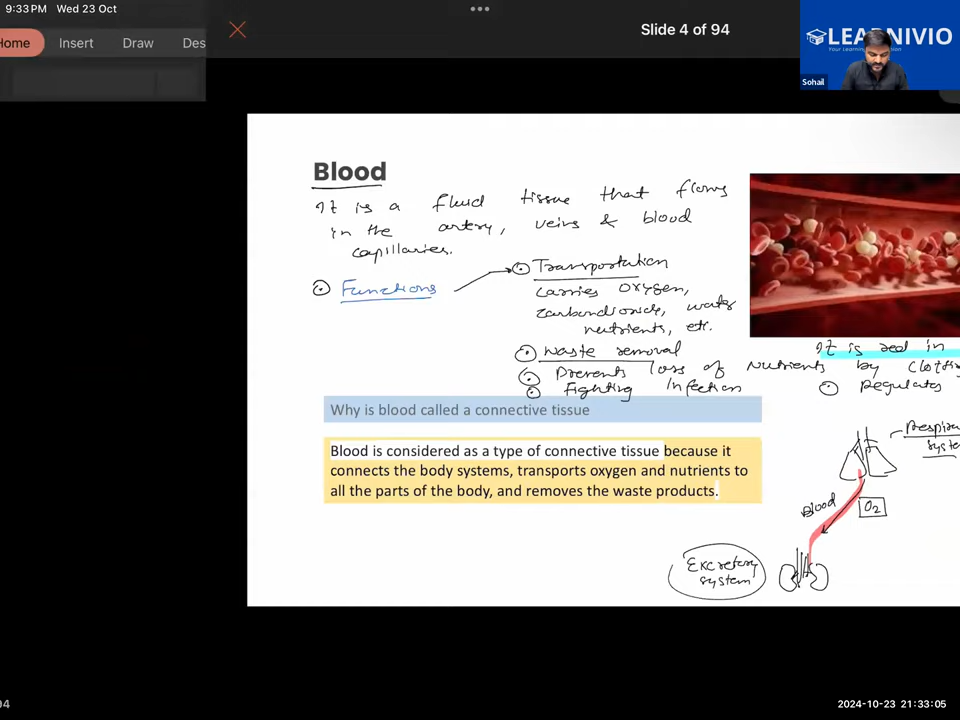 9:33 PM Wed 23 Oct
Slide 4 of 94
Home Insert Draw Des
LEARNIVIO
Sohail
Blood
It is a fluid tissue that flows
in the artery, veins & blood
capillaries.
Functions
Transportation
carries oxygen,
carbondioxide, water
nutrients, etc.
waste removal
Prevents loss of nutrients by clotting
Fighting Infection
It is red in
Regulates
Why is blood called a connective tissue
Blood is considered as a type of connective tissue because it
connects the body systems, transports oxygen and nutrients to
all the parts of the body, and removes the waste products.
Respira
syste
Blood
O2
Excretory
system
94
2024-10-23 21:33:05